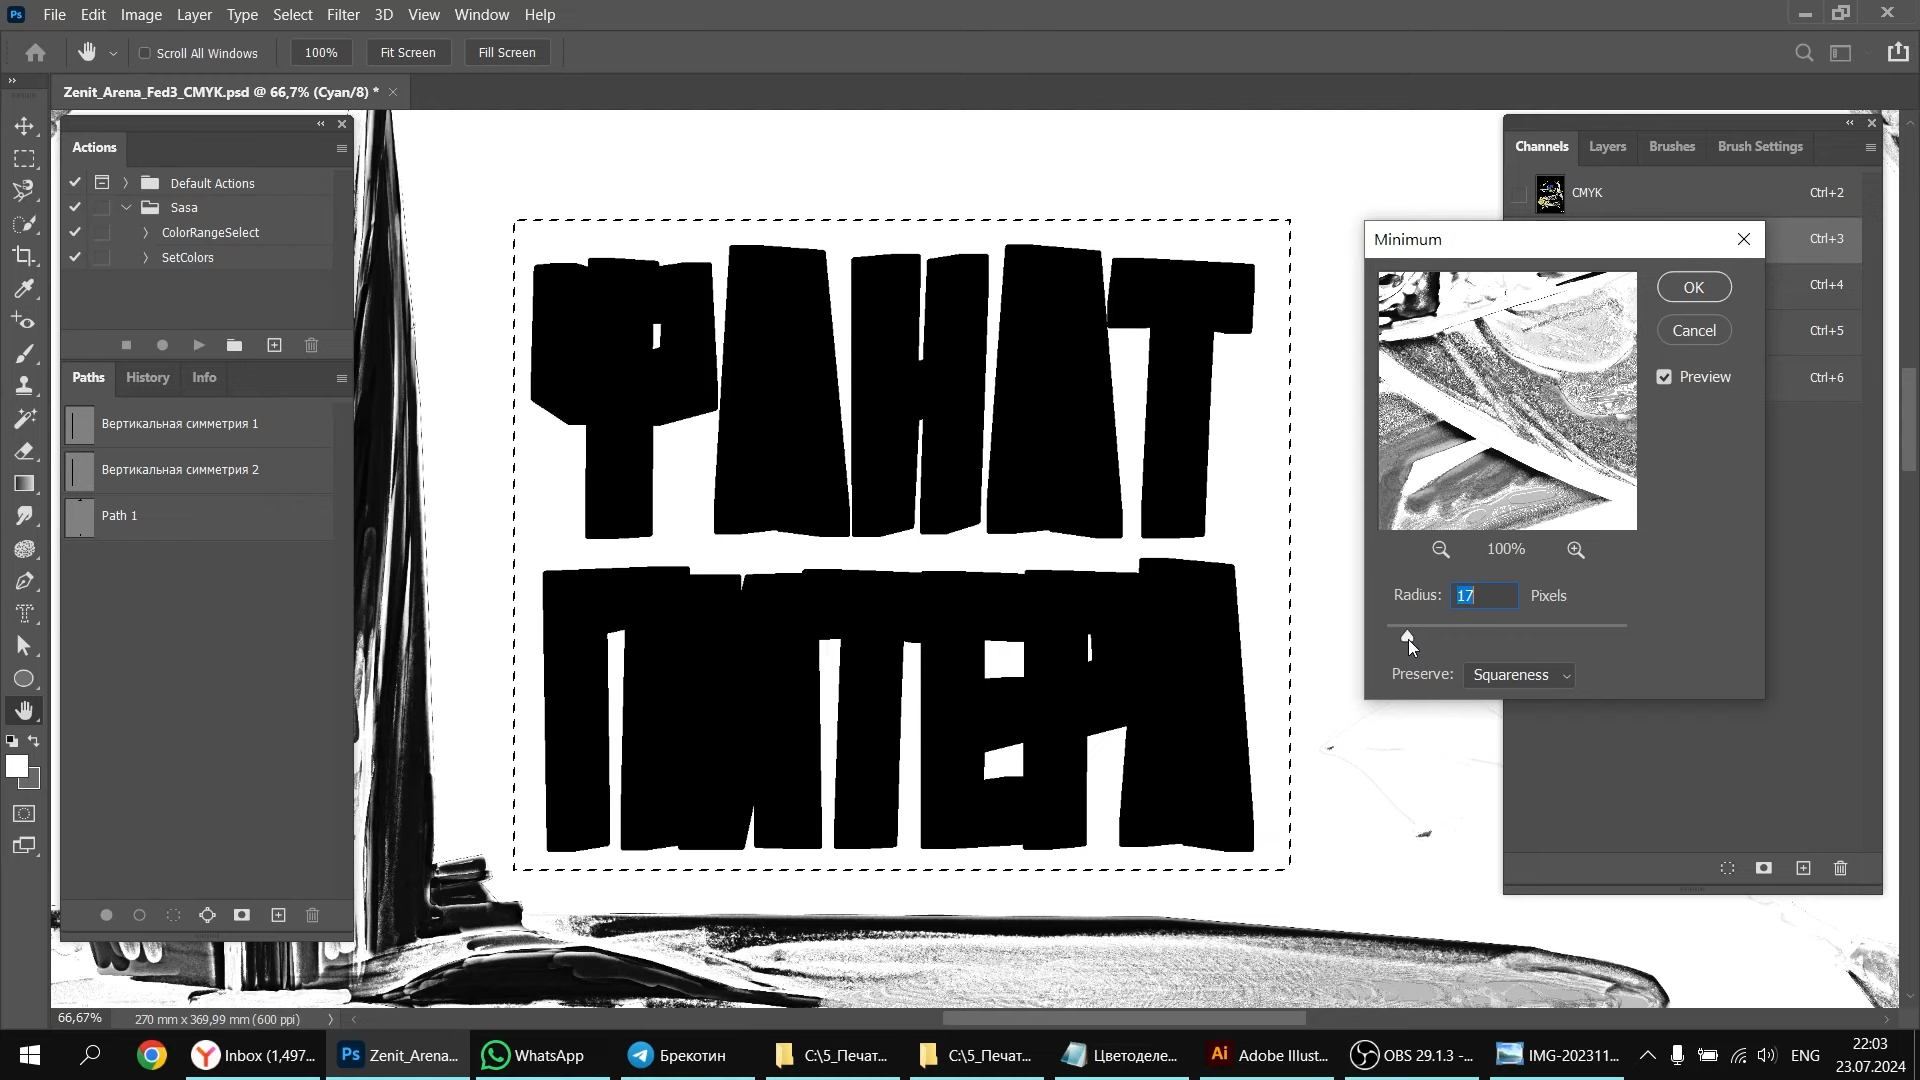 File Edit Image Layer Type Select Filter 3D View Window Help
Scroll All Windows 100% Fit Screen Fill Screen
Zenit_Arena_Fed3_CMYK.psd @ 66,7% (Cyan/8) *
Actions
Default Actions
Sasa
ColorRangeSelect
SetColors
Paths History Info
Вертикальная симметрия 1
Вертикальная симметрия 2
Path 1
ФАНАТ
ПИТЕРА
Channels Layers Brushes Brush Settings
CMYK Ctrl+2
Ctrl+3
Ctrl+4
Ctrl+5
Ctrl+6
Minimum
OK
Cancel
Preview
100%
Radius: 17 Pixels
Preserve: Squareness
66,67% 270 mm x 369,99 mm (600 ppi)
Inbox (1,497... Zenit_Arena... WhatsApp Брекотин C:\5_Печат... C:\5_Печат... Цветоделе... Adobe Illust... OBS 29.1.3 -... IMG-202311... ENG
22:03
23.07.2024